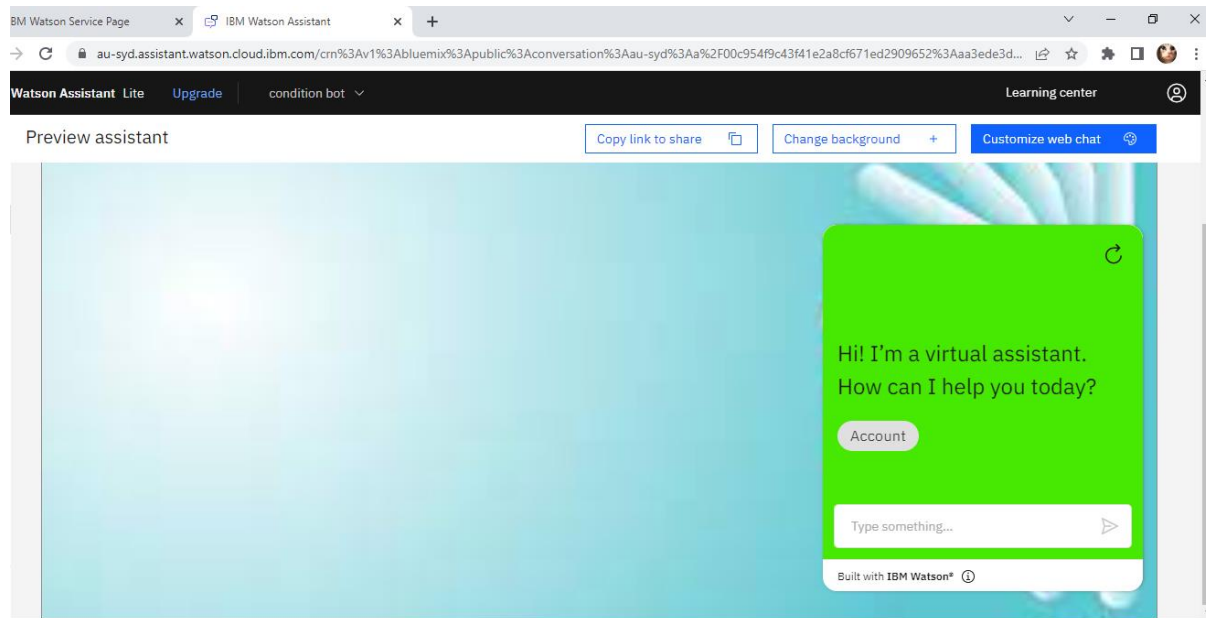 BM Watson Service Page
IBM Watson Assistant
au-syd.assistant.watson.cloud.ibm.com/crn%3Av1%3Abluemix%3Apublic%3Aconversation%3Aau-syd%3Aa%2F00c954f9c43f41e2a8cf671ed2909652%3Aaa3ede3d...
Watson Assistant Lite Upgrade condition bot Learning center
Preview assistant Copy link to share Change background + Customize web chat
Hi! I'm a virtual assistant.
How can I help you today?
Account
Type something...
Built with IBM Watson®